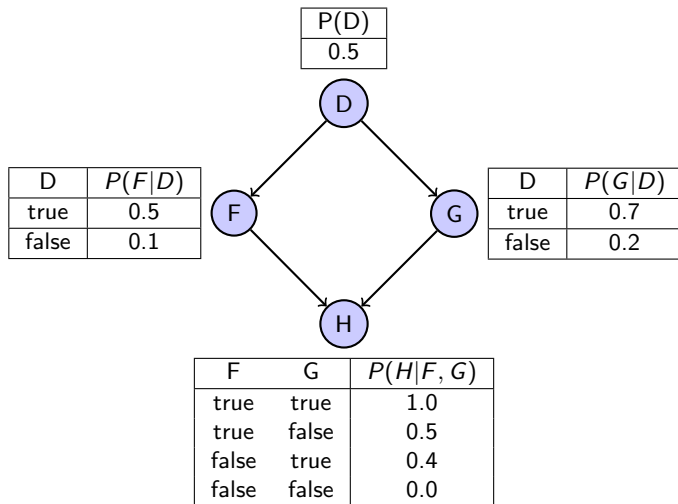 P(D)
0.5
D
D P(F|D)
true 0.5
false 0.1
F
G
D P(G|D)
true 0.7
false 0.2
H
F G P(H|F, G)
true true 1.0
true false 0.5
false true 0.4
false false 0.0